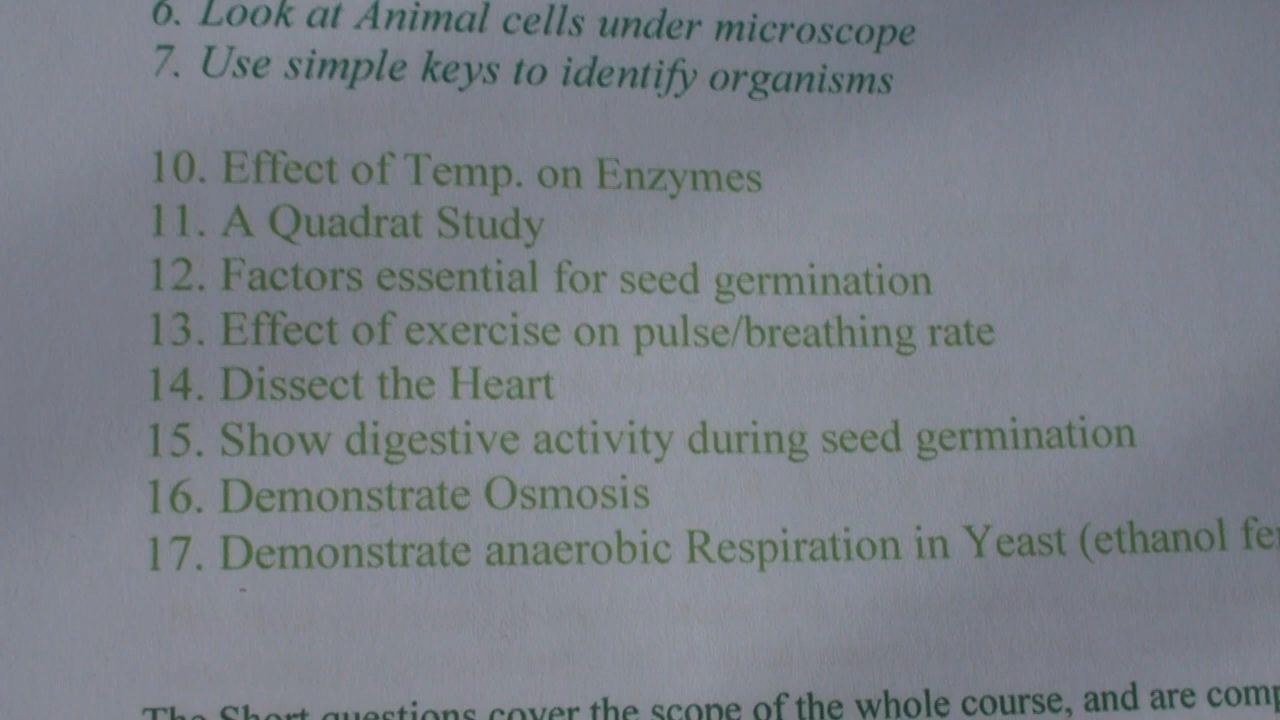 6. Look at Animal cells under microscope
7. Use simple keys to identify organisms
10. Effect of Temp. on Enzymes
11. A Quadrat Study
12. Factors essential for seed germination
13. Effect of exercise on pulse/breathing rate
14. Dissect the Heart
15. Show digestive activity during seed germination
16. Demonstrate Osmosis
17. Demonstrate anaerobic Respiration in Yeast (ethanol
The Short questions cover the scope of the whole course, and are